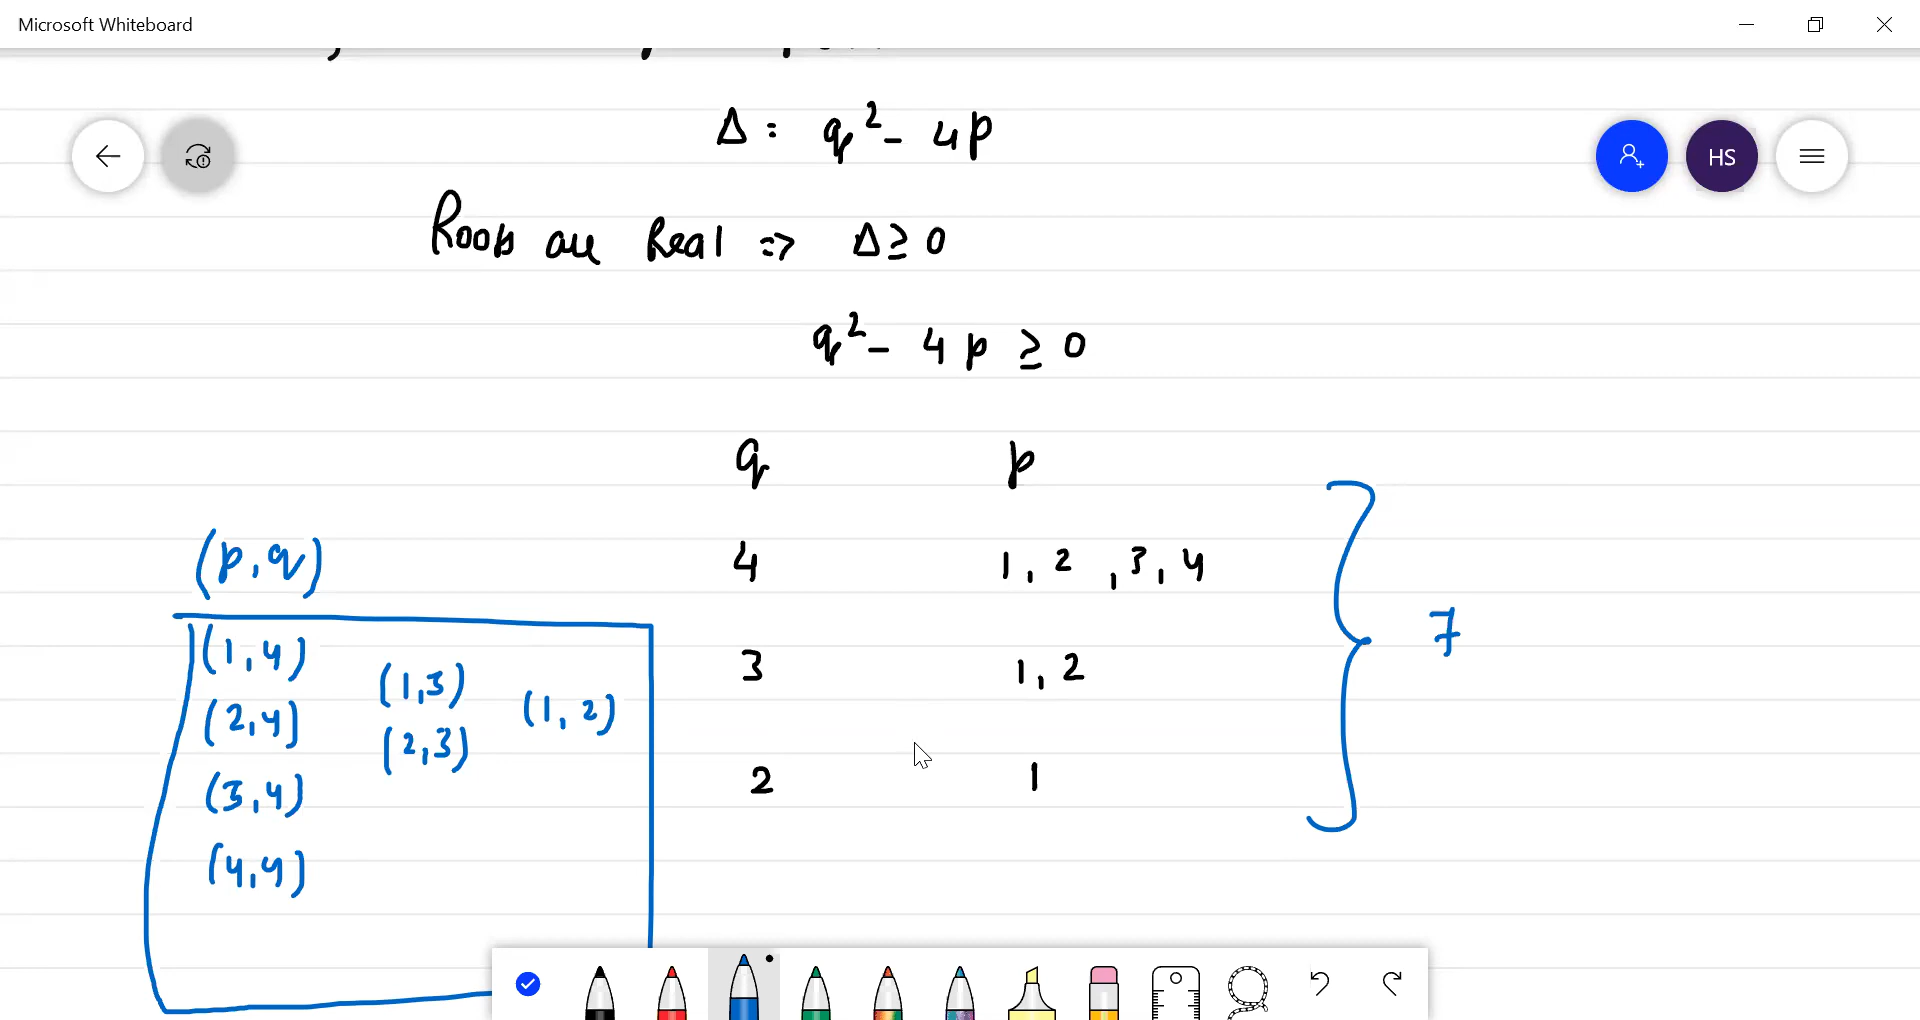 Microsoft Whiteboard
Δ = q² - 4p
HS
Roots are Real => Δ ≥ 0
q² - 4p ≥ 0
q p
4 1, 2, 3, 4
3 1, 2
2 1
7
(p, q)
(1,4)
(2,4)
(3,4)
(4,4)
(1,3)
(2,3)
(1, 2)